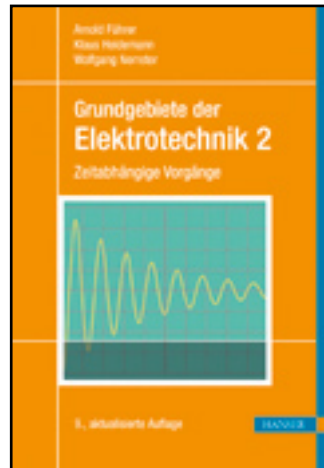 Arnold Führer
Klaus Heidemann
Wolfgang Nerreter
Grundgebiete der
Elektrotechnik 2
Zeitabhängige Vorgänge
9., aktualisierte Auflage
HANSER